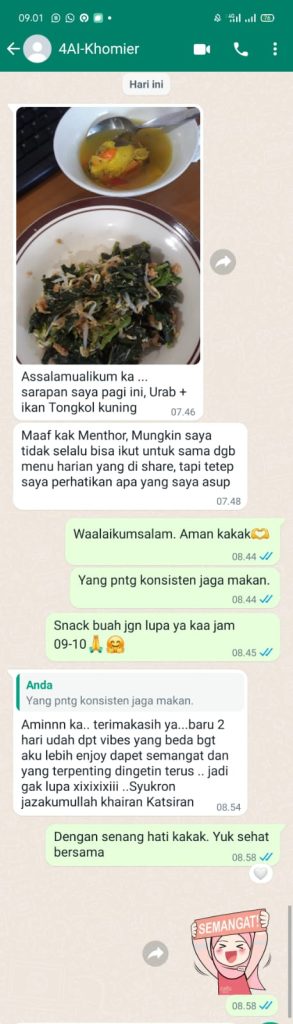 09.01
4AI-Khomier
Hari ini
Assalamualikum ka ...
sarapan saya pagi ini, Urab +
ikan Tongkol kuning
07.46
Maaf kak Menthor, Mungkin saya
tidak selalu bisa ikut untuk sama dgb
menu harian yang di share, tapi tetep
saya perhatikan apa yang saya asup
07.48
Waalaikumsalam. Aman kakak
08.44
Yang pntg konsisten jaga makan.
08.44
Snack buah jgn lupa ya kaa jam
09-10
08.45
Anda
Yang pntg konsisten jaga makan.
Aminnn ka.. terimakasih ya...baru 2
hari udah dpt vibes yang beda bgt
aku lebih enjoy dapet semangat dan
yang terpenting dingetin terus .. jadi
gak lupa xixixixiii ..Syukron
jazakumullah khairan Katsiran
08.54
Dengan senang hati kakak. Yuk sehat
bersama
08.58
SEMANGAT!
08.58